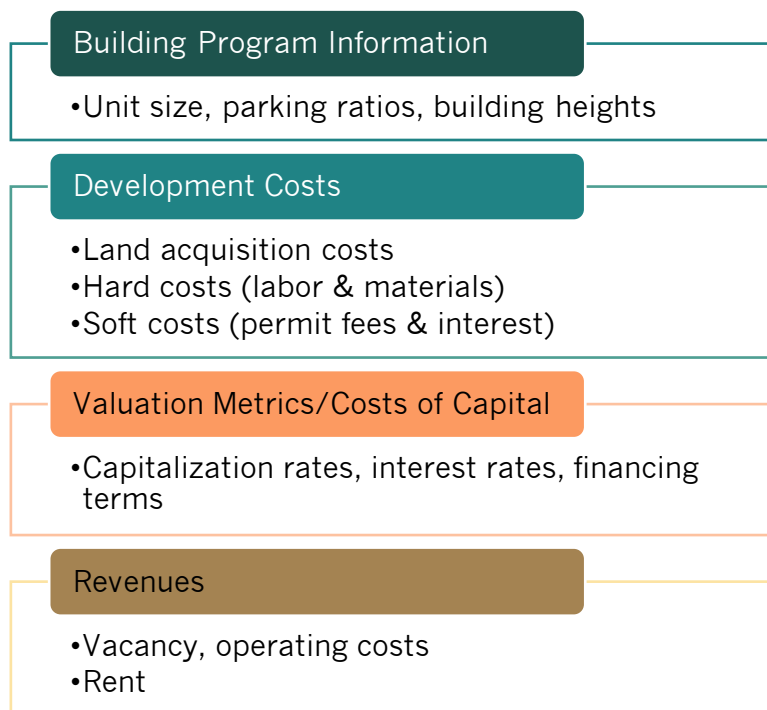 Building Program Information
•Unit size, parking ratios, building heights
Development Costs
•Land acquisition costs
•Hard costs (labor & materials)
•Soft costs (permit fees & interest)
Valuation Metrics/Costs of Capital
•Capitalization rates, interest rates, financing
terms
Revenues
•Vacancy, operating costs
•Rent